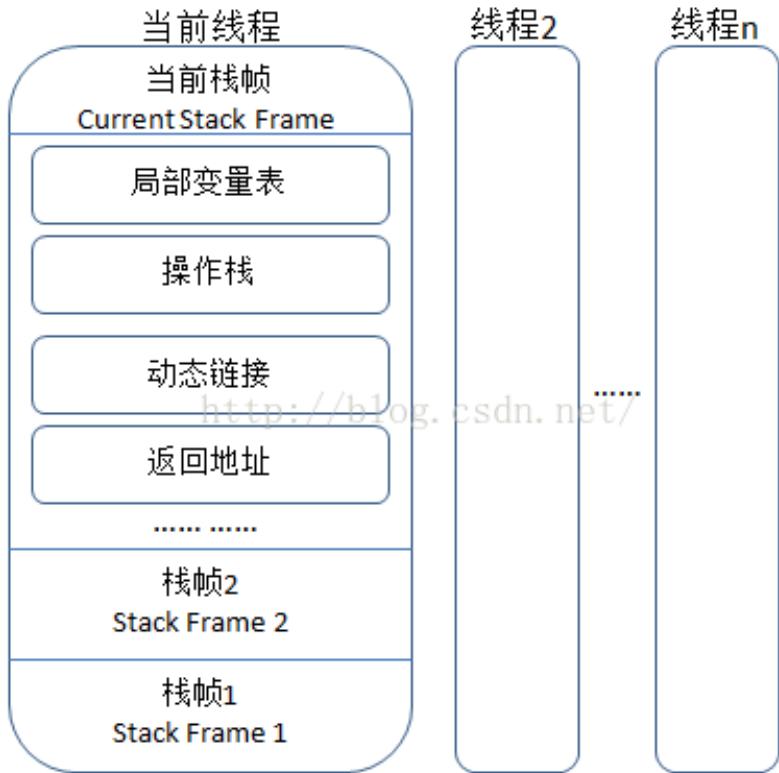 当前线程
线程2
线程n
当前栈帧
Current Stack Frame
局部变量表
操作栈
动态链接
http://blog.csdn.net/
......
返回地址
...... ......
栈帧2
Stack Frame 2
栈帧1
Stack Frame 1